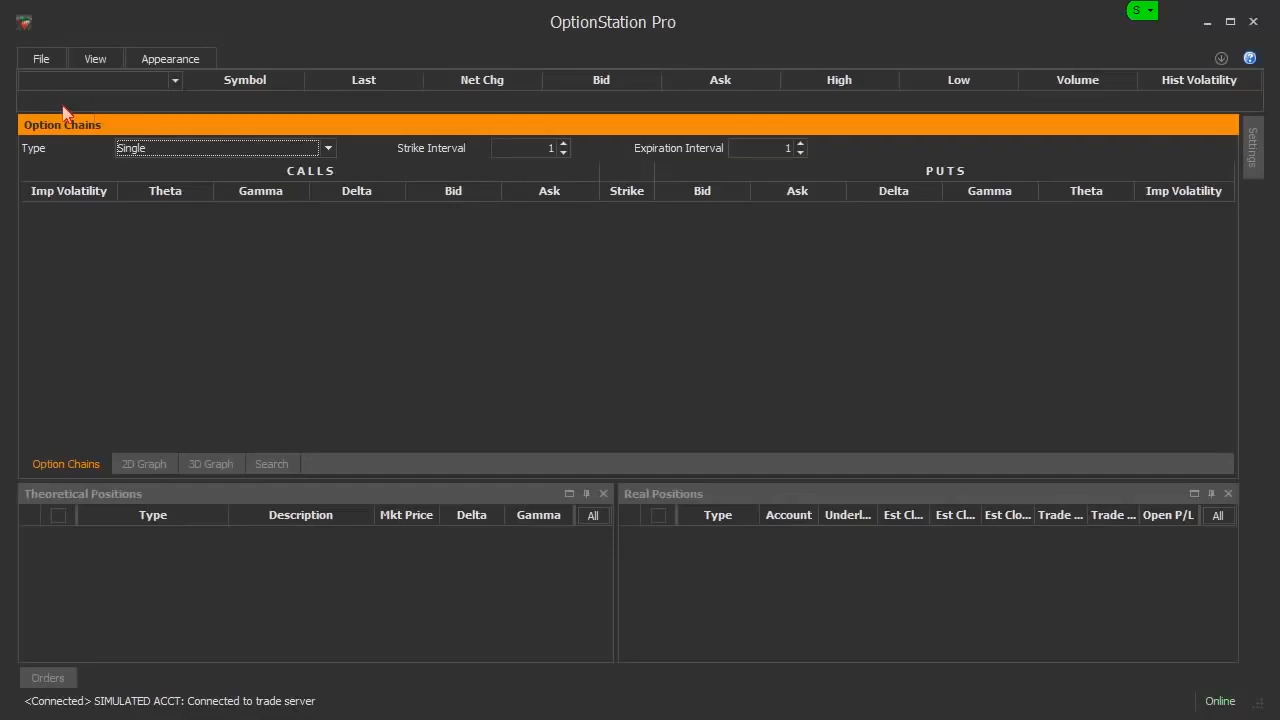 OptionStation Pro
S
File View Appearance
Symbol Last Net Chg Bid Ask High Low Volume Hist Volatility
Option Chains
Type Single Strike Interval 1 Expiration Interval 1
CALLS PUTS
Imp Volatility Theta Gamma Delta Bid Ask Strike Bid Ask Delta Gamma Theta Imp Volatility
Settings
Option Chains 2D Graph 3D Graph Search
Theoretical Positions Real Positions
Type Description Mkt Price Delta Gamma All Type Account Underl... Est Cl... Est Cl... Est Clo... Trade ... Trade ... Open P/L All
Orders
<Connected> SIMULATED ACCT: Connected to trade server Online